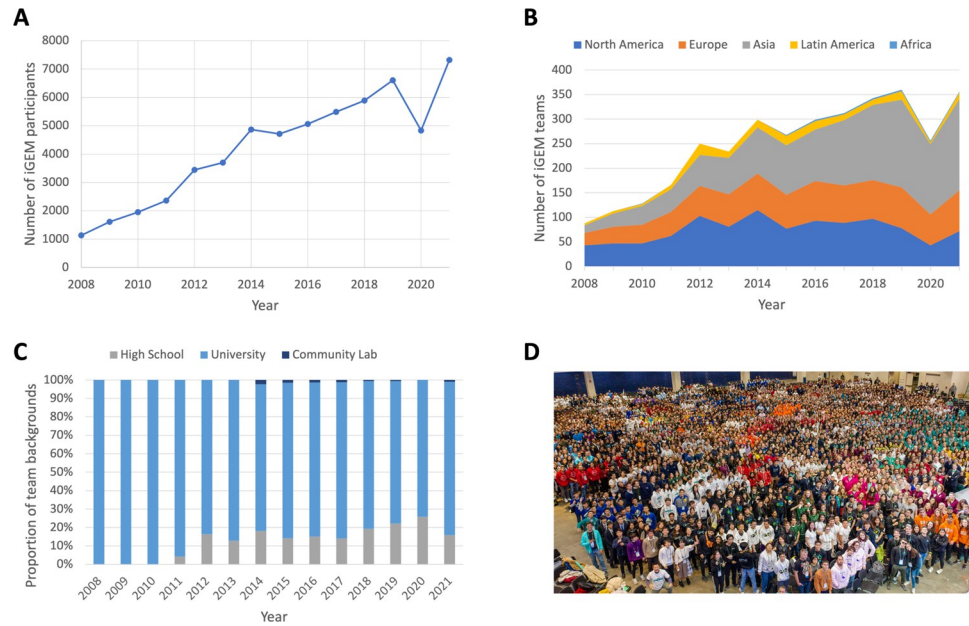 A
Number of iGEM participants
8000
7000
6000
5000
4000
3000
2000
1000
0
2008 2010 2012 2014 2016 2018 2020
Year
B
North America Europe Asia Latin America Africa
Number of iGEM teams
400
350
300
250
200
150
100
50
0
2008 2010 2012 2014 2016 2018 2020
Year
C
High School University Community Lab
Proportion of team backgrounds
100%
90%
80%
70%
60%
50%
40%
30%
20%
10%
0%
2008 2009 2010 2011 2012 2013 2014 2015 2016 2017 2018 2019 2020 2021
Year
D